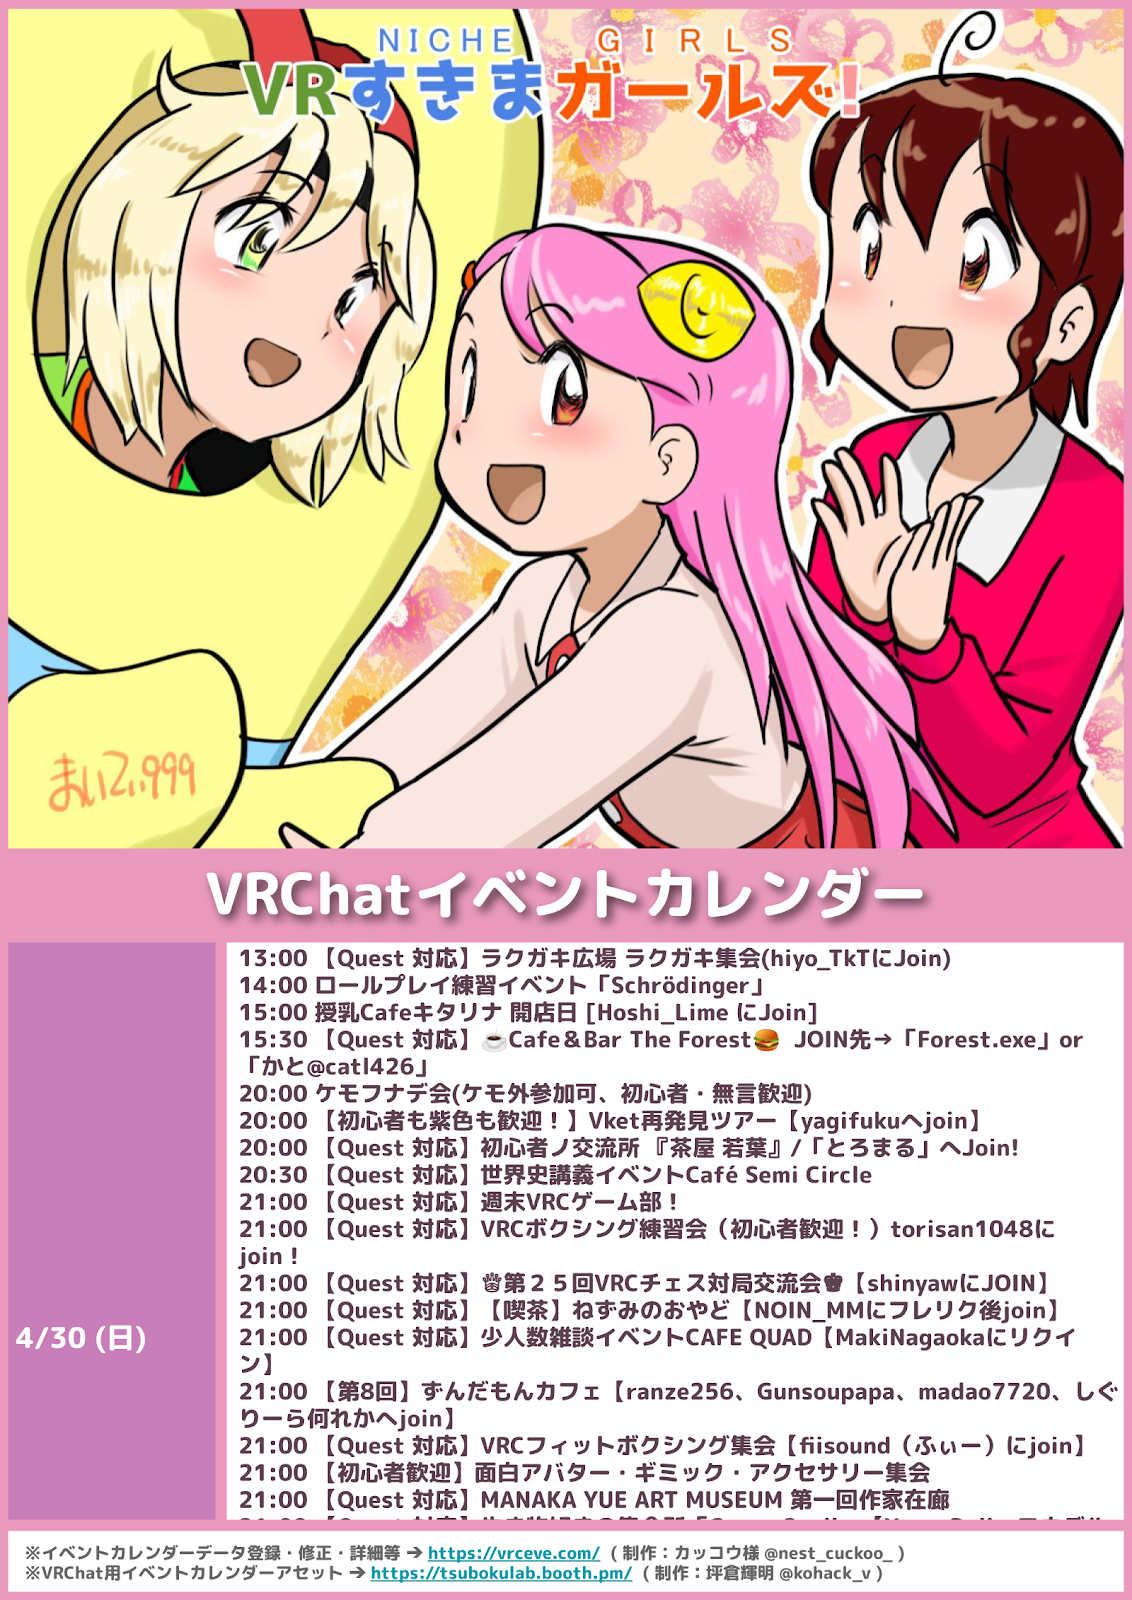 NICHE GIRLS
VRすきまガールズ!
まいてぃ999
VRChatイベントカレンダー
4/30 (日)
13:00 【Quest 対応】ラクガキ広場 ラクガキ集会(hiyo_TkTにJoin)
14:00 ロールプレイ練習イベント「Schrödinger」
15:00 授乳Cafeキタリナ 開店日 [Hoshi_Lime にJoin]
15:30 【Quest 対応】☕Cafe＆Bar The Forest🍔 JOIN先→「Forest.exe」or
「かと@catl426」
20:00 ケモフナデ会(ケモ外参加可、初心者・無言歓迎)
20:00 【初心者も紫色も歓迎！】Vket再発見ツアー【yagifukuへjoin】
20:00 【Quest 対応】初心者ノ交流所 『茶屋 若葉』/「とろまる」へJoin!
20:30 【Quest 対応】世界史講義イベントCafé Semi Circle
21:00 【Quest 対応】週末VRCゲーム部！
21:00 【Quest 対応】VRCボクシング練習会（初心者歓迎！）torisan1048に
join！
21:00 【Quest 対応】♕第２５回VRCチェス対局交流会♚【shinyawにJOIN】
21:00 【Quest 対応】【喫茶】ねずみのおやど【NOIN_MMにフレリク後join】
21:00 【Quest 対応】少人数雑談イベントCAFE QUAD【MakiNagaokaにリクイ
ン】
21:00 【第8回】ずんだもんカフェ【ranze256、Gunsoupapa、madao7720、しぐ
りーら何れかへjoin】
21:00 【Quest 対応】VRCフィットボクシング集会【fiisound（ふぃー）にjoin】
21:00 【初心者歓迎】面白アバター・ギミック・アクセサリー集会
21:00 【Quest 対応】MANAKA YUE ART MUSEUM 第一回作家在廊
21:00 【Quest 対応】
※イベントカレンダーデータ登録・修正・詳細等 ➔ https://vrceve.com/ ( 制作：カッコウ様 @nest_cuckoo_ )
※VRChat用イベントカレンダーアセット ➔ https://tsubokulab.booth.pm/ ( 制作：坪倉輝明 @kohack_v )